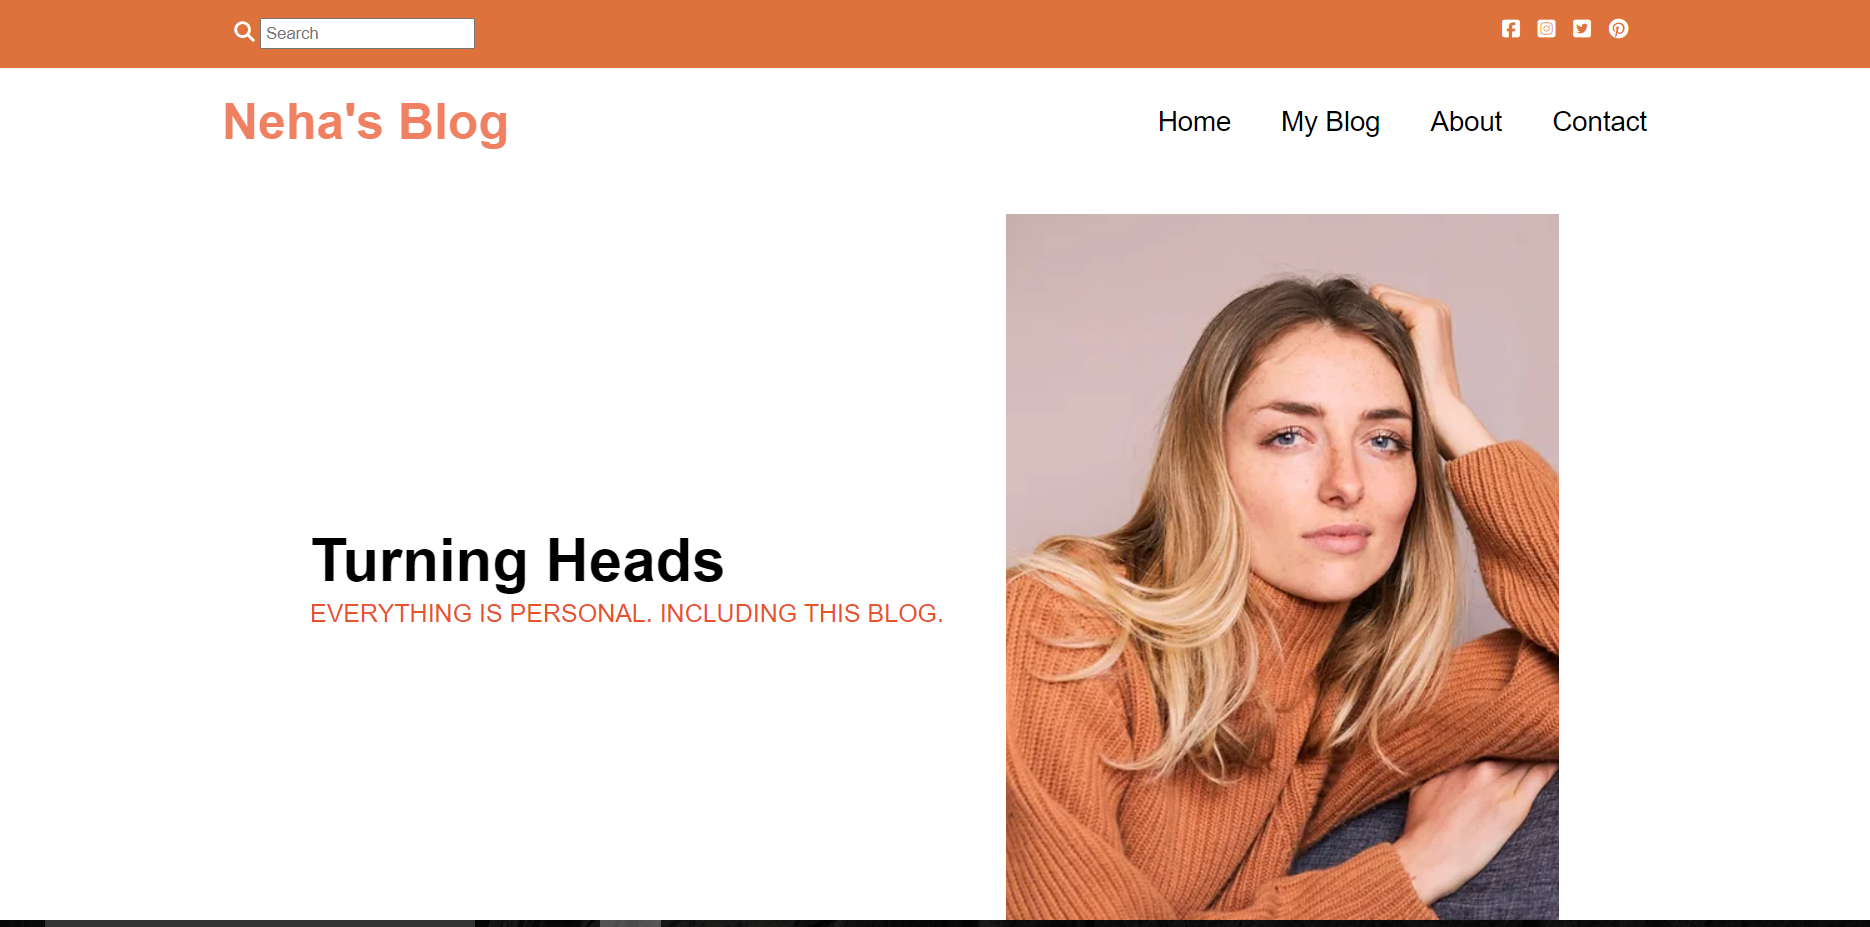 Search
Neha's Blog
Home My Blog About Contact
Turning Heads
EVERYTHING IS PERSONAL. INCLUDING THIS BLOG.